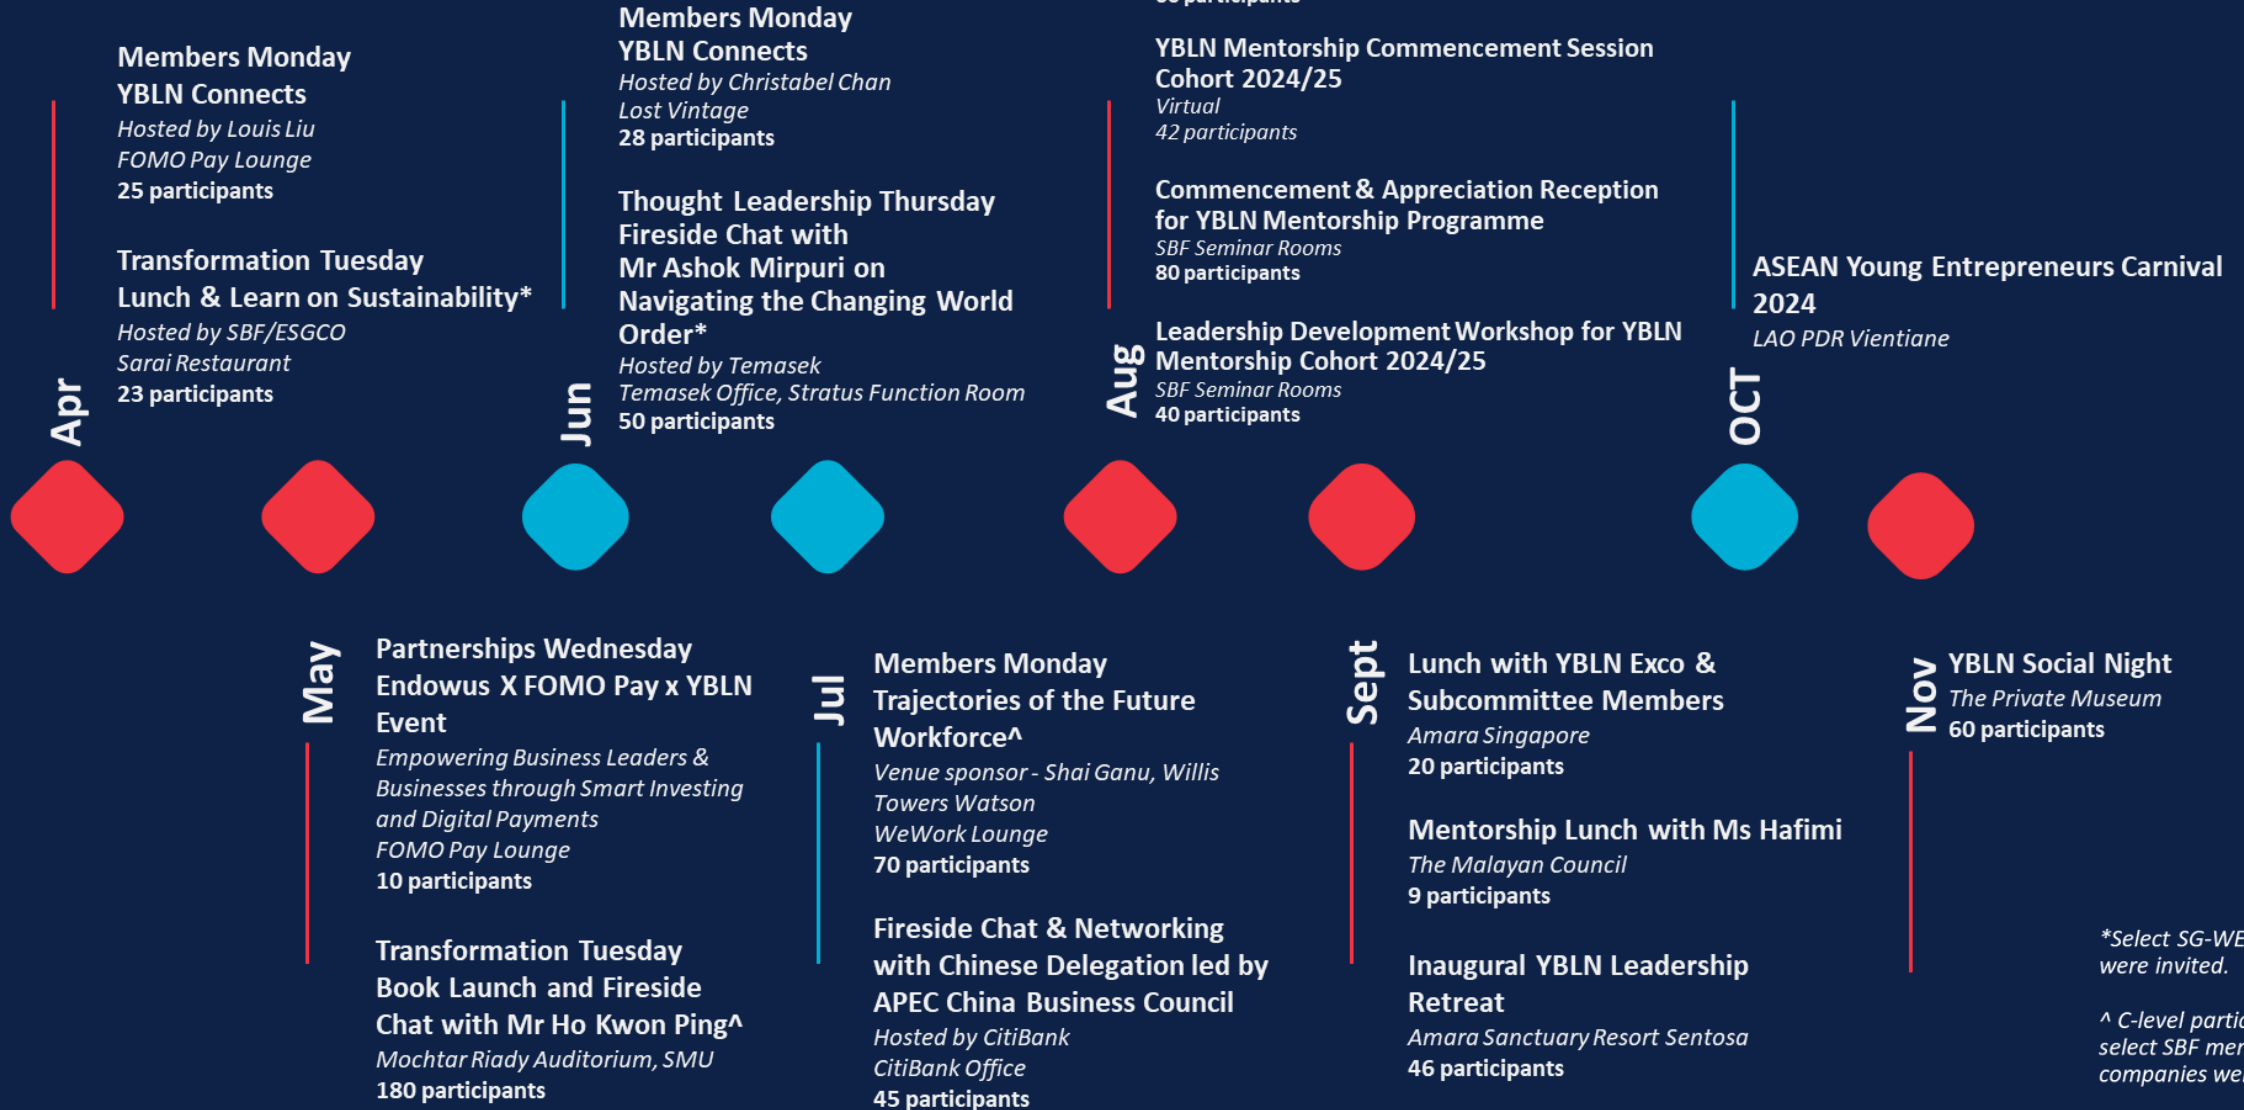 Apr
Members Monday
YBLN Connects
Hosted by Louis Liu
FOMO Pay Lounge
25 participants
Transformation Tuesday
Lunch & Learn on Sustainability*
Hosted by SBF/ESGCO
Sarai Restaurant
23 participants
May
Partnerships Wednesday
Endowus X FOMO Pay x YBLN
Event
Empowering Business Leaders &
Businesses through Smart Investing
and Digital Payments
FOMO Pay Lounge
10 participants
Transformation Tuesday
Book Launch and Fireside
Chat with Mr Ho Kwon Ping^
Mochtar Riady Auditorium, SMU
180 participants
Jun
Members Monday
YBLN Connects
Hosted by Christabel Chan
Lost Vintage
28 participants
Thought Leadership Thursday
Fireside Chat with
Mr Ashok Mirpuri on
Navigating the Changing World
Order*
Hosted by Temasek
Temasek Office, Stratus Function Room
50 participants
Jul
Members Monday
Trajectories of the Future
Workforce^
Venue sponsor - Shai Ganu, Willis
Towers Watson
WeWork Lounge
70 participants
Fireside Chat & Networking
with Chinese Delegation led by
APEC China Business Council
Hosted by CitiBank
CitiBank Office
45 participants
Aug
participants
YBLN Mentorship Commencement Session
Cohort 2024/25
Virtual
42 participants
Commencement & Appreciation Reception
for YBLN Mentorship Programme
SBF Seminar Rooms
80 participants
Leadership Development Workshop for YBLN
Mentorship Cohort 2024/25
SBF Seminar Rooms
40 participants
Sept
Lunch with YBLN Exco &
Subcommittee Members
Amara Singapore
20 participants
Mentorship Lunch with Ms Hafimi
The Malayan Council
9 participants
Inaugural YBLN Leadership
Retreat
Amara Sanctuary Resort Sentosa
46 participants
OCT
ASEAN Young Entrepreneurs Carnival
2024
LAO PDR Vientiane
Nov
YBLN Social Night
The Private Museum
60 participants
*Select
were invited.
^ C-level
select SBF
companies